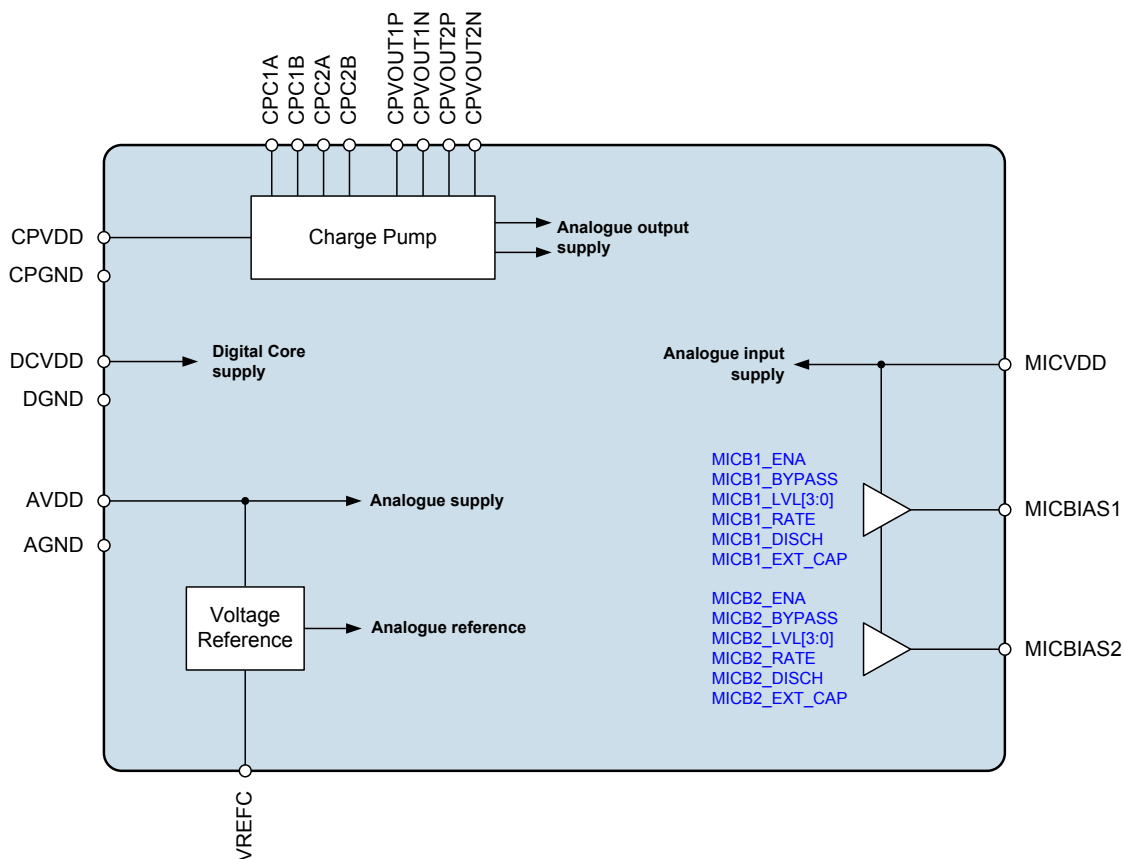 CPC1A
CPC1B
CPC2A
CPC2B
CPVOUT1P
CPVOUT1N
CPVOUT2P
CPVOUT2N
CPVDD
CPGND
Charge Pump
Analogue output
supply
DCVDD
DGND
Digital Core
supply
Analogue input
supply
MICVDD
AVDD
AGND
Analogue supply
MICB1_ENA
MICB1_BYPASS
MICB1_LVL[3:0]
MICB1_RATE
MICB1_DISCH
MICB1_EXT_CAP
MICBIAS1
Voltage
Reference
Analogue reference
MICB2_ENA
MICB2_BYPASS
MICB2_LVL[3:0]
MICB2_RATE
MICB2_DISCH
MICB2_EXT_CAP
MICBIAS2
VREFC